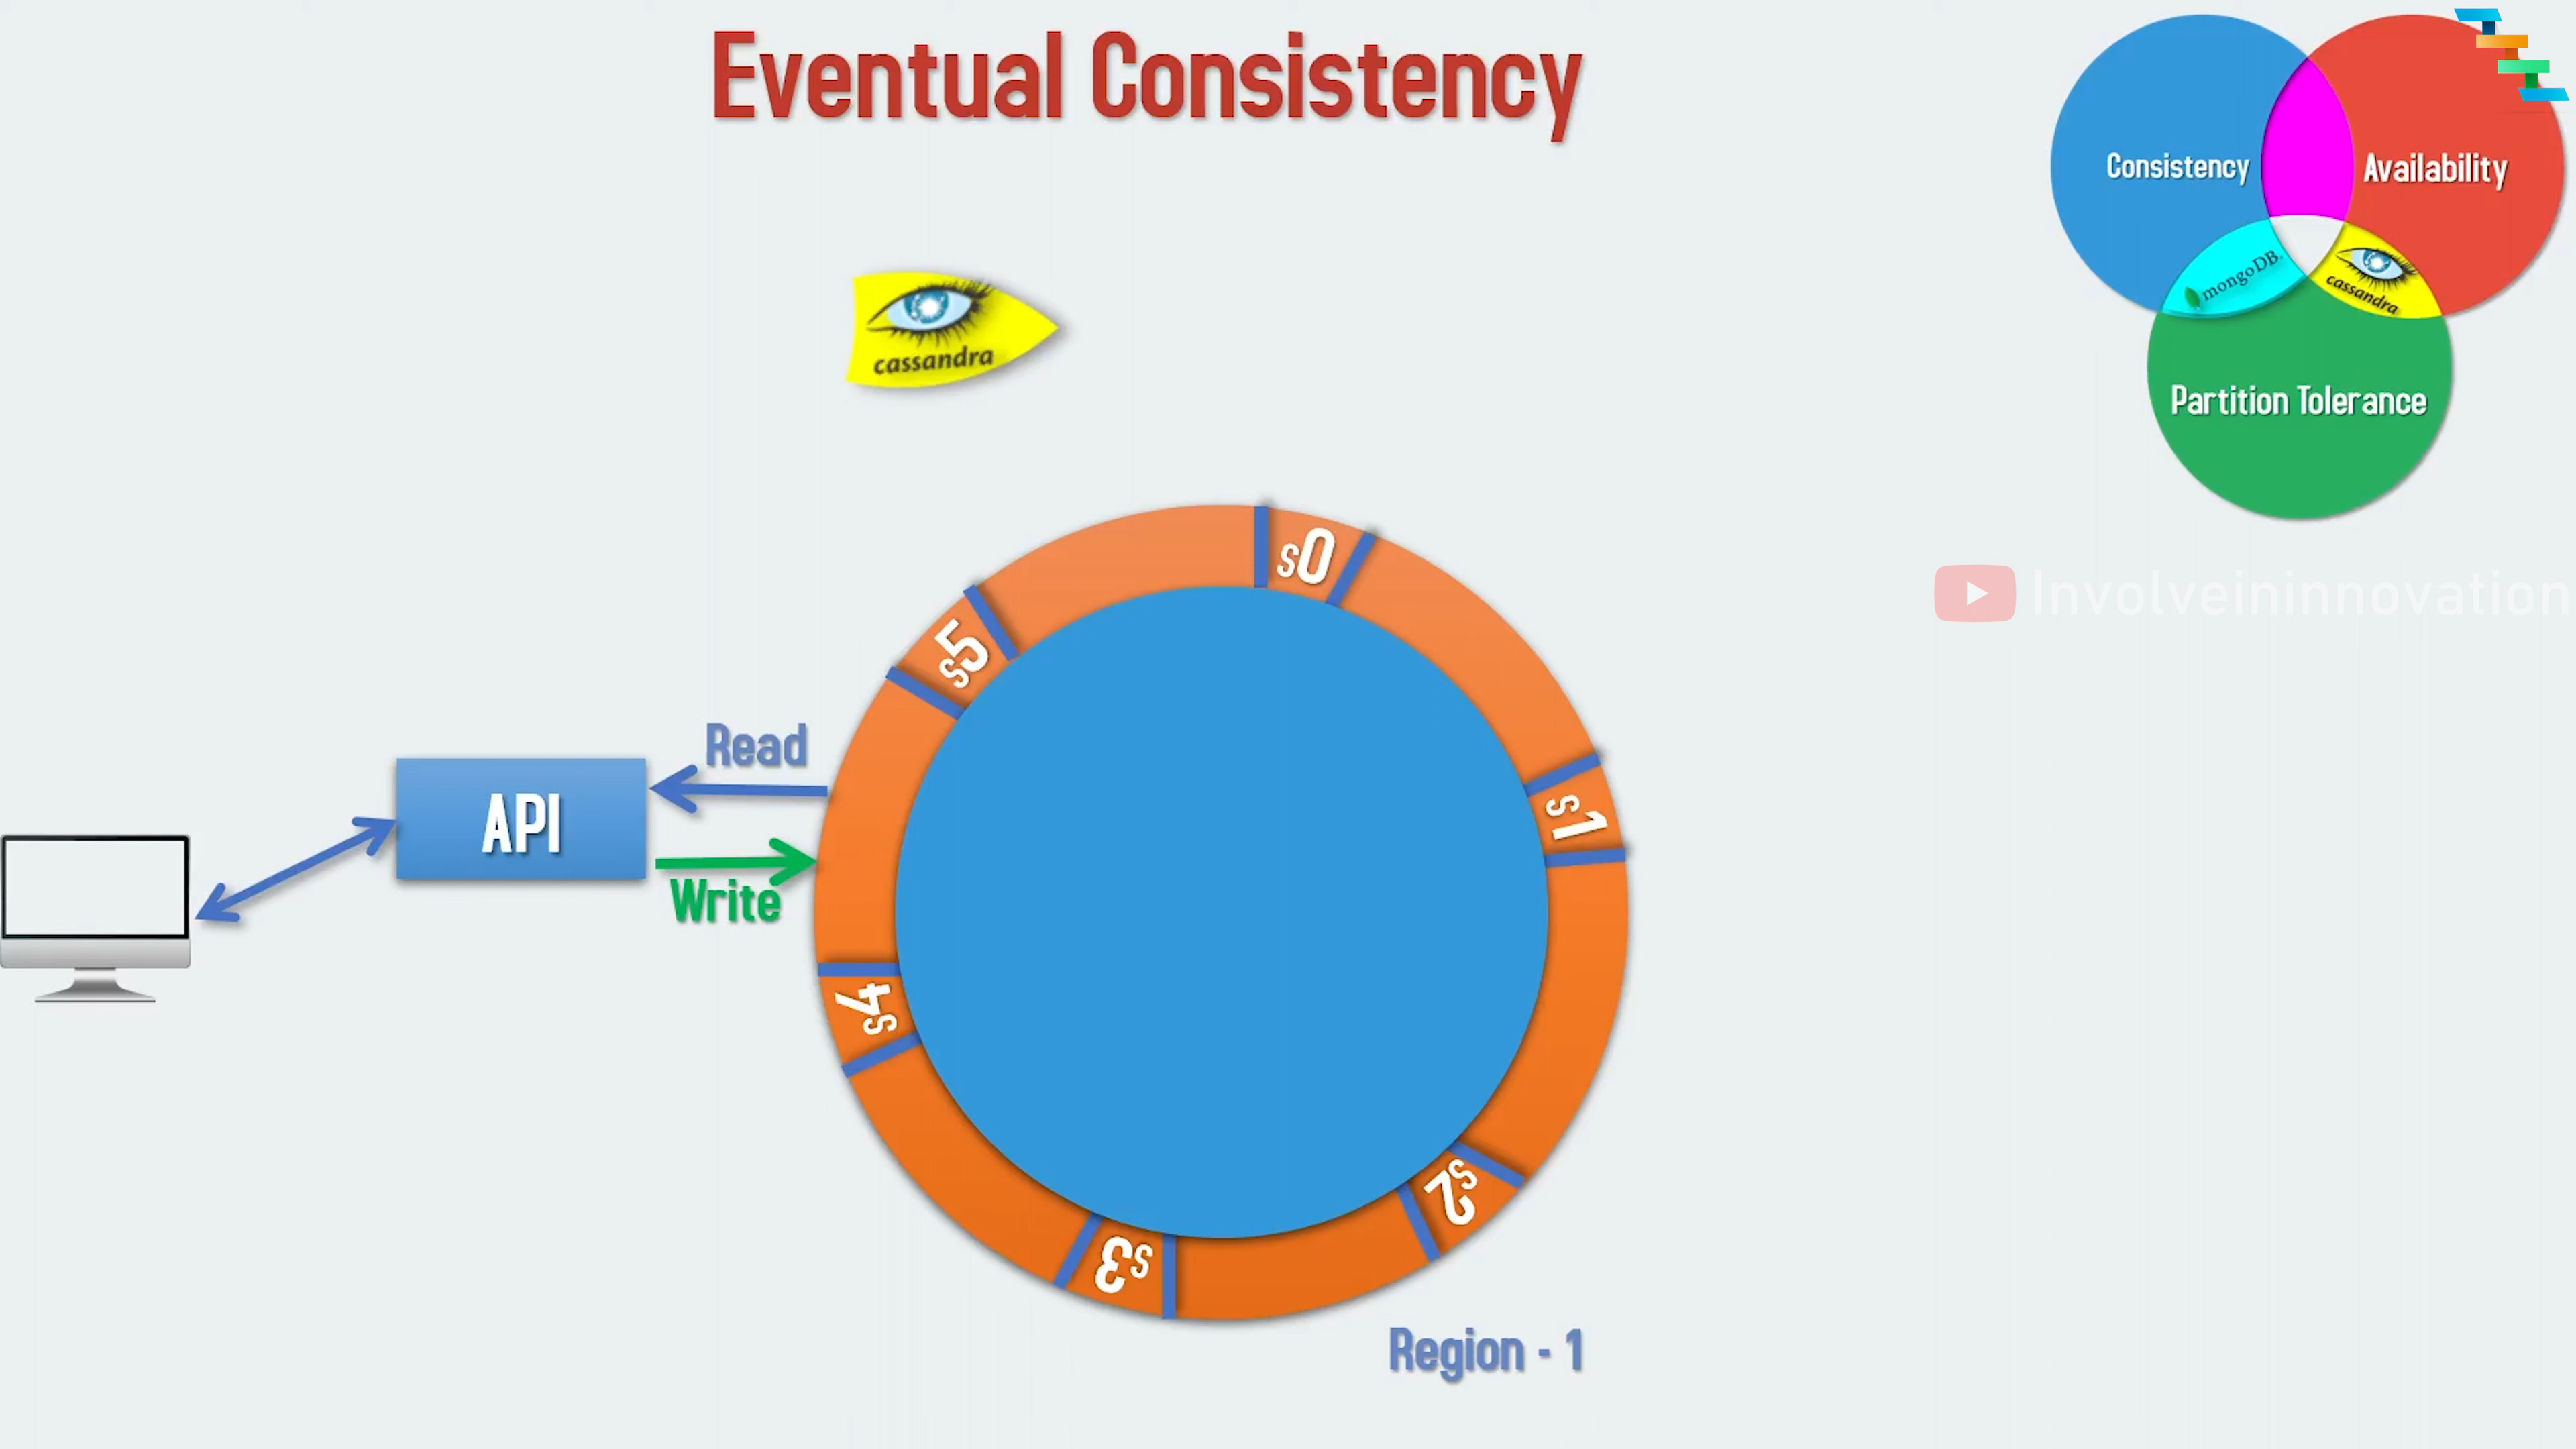 Eventual Consistency
Consistency
Availability
mongoDB.
cassandra
Partition Tolerance
cassandra
Involveininnovation
s0
s5
s1
Read
API
Write
s4
s2
s3
Region - 1